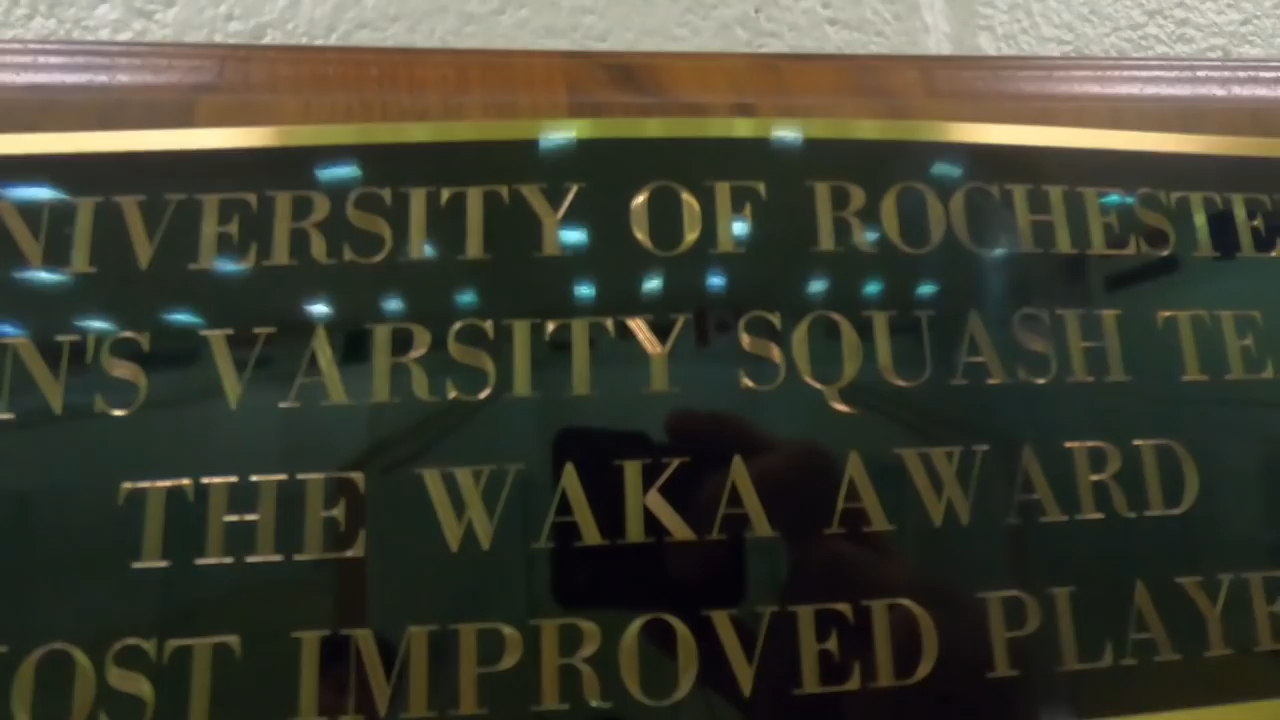 NIVERSITY OF ROCHESTE
N'S VARSITY SQUASH TE
THE WAKA AWARD
OST IMPROVED PLAYE